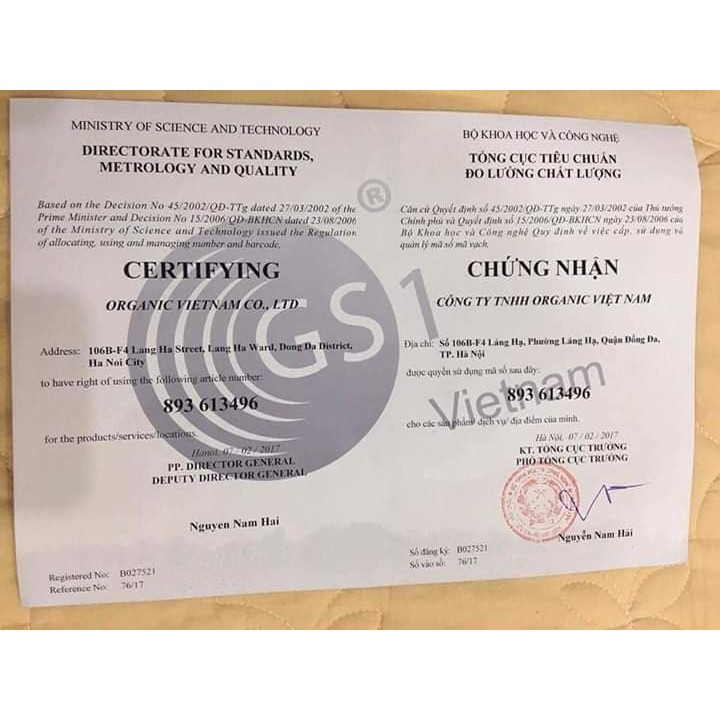 MINISTRY OF SCIENCE AND TECHNOLOGY
DIRECTORATE FOR STANDARDS,
METROLOGY AND QUALITY
Based on the Decision No 45/2002/QĐ-TTg dated 27/03/2002 of the
Prime Minister and Decision No 15/2006/QĐ-BKHCN dated 23/08/2006
of the Ministry of Science and Technology issued the Regulation
of allocating, using and managing number and barcode.
CERTIFYING
ORGANIC VIETNAM CO., LTD
Address: 106B-F4 Lang Ha Street, Lang Ha Ward, Dong Da District,
Ha Noi City
to have right of using the following article number:
893 613496
for the products/services/locations.
Hanoi, 07 / 02 / 2017
PP. DIRECTOR GENERAL
DEPUTY DIRECTOR GENERAL
Nguyen Nam Hai
Registered No: B027521
Reference No: 76/17
BỘ KHOA HỌC VÀ CÔNG NGHỆ
TỔNG CỤC TIÊU CHUẨN
ĐO LƯỜNG CHẤT LƯỢNG
Căn cứ Quyết định số 45/2002/QĐ-TTg ngày 27/03/2002 của Thủ tướng
Chính phủ và Quyết định số 15/2006/QĐ-BKHCN ngày 23/08/2006 của
Bộ Khoa học và Công nghệ Quy định về việc cấp, sử dụng và
quản lý mã số mã vạch.
CHỨNG NHẬN
CÔNG TY TNHH ORGANIC VIỆT NAM
Địa chỉ: Số 106B-F4 Láng Hạ, Phường Láng Hạ, Quận Đống Đa,
TP. Hà Nội
được quyền sử dụng mã số sau đây:
893 613496
cho các sản phẩm/ dịch vụ/ địa điểm của mình.
Hà Nội, 07 / 02 / 2017
KT. TỔNG CỤC TRƯỞNG
PHÓ TỔNG CỤC TRƯỞNG
Nguyễn Nam Hải
Số đăng ký: B027521
Số vào sổ: 76/17
GS1
®
Vietnam